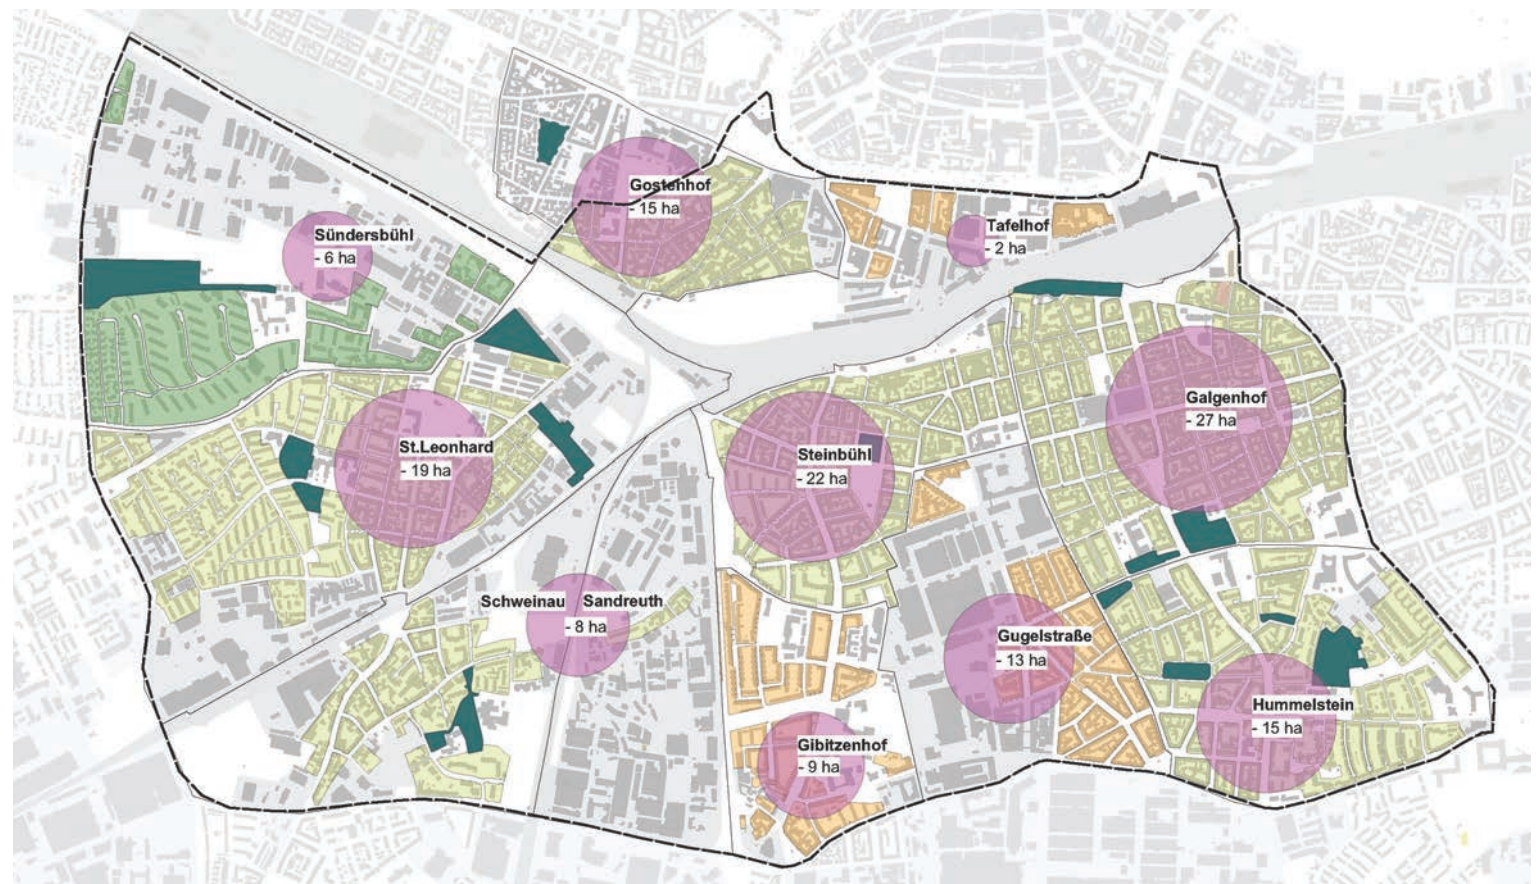 Gostenhof
- 15 ha
Tafelhof
- 2 ha
Sündersbühl
- 6 ha
Galgenhof
- 27 ha
St.Leonhard
- 19 ha
Steinbühl
- 22 ha
Schweinau Sandreuth
- 8 ha
Gugelstraße
- 13 ha
Hummelstein
- 15 ha
Gibitzenhof
- 9 ha